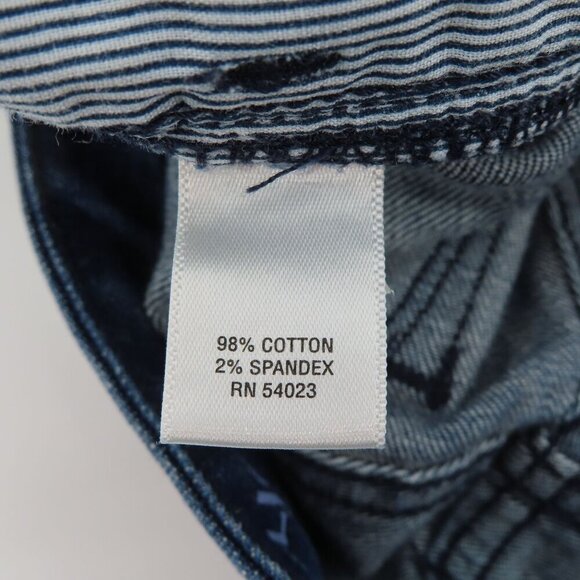 98% COTTON
2% SPANDEX
RN 54023